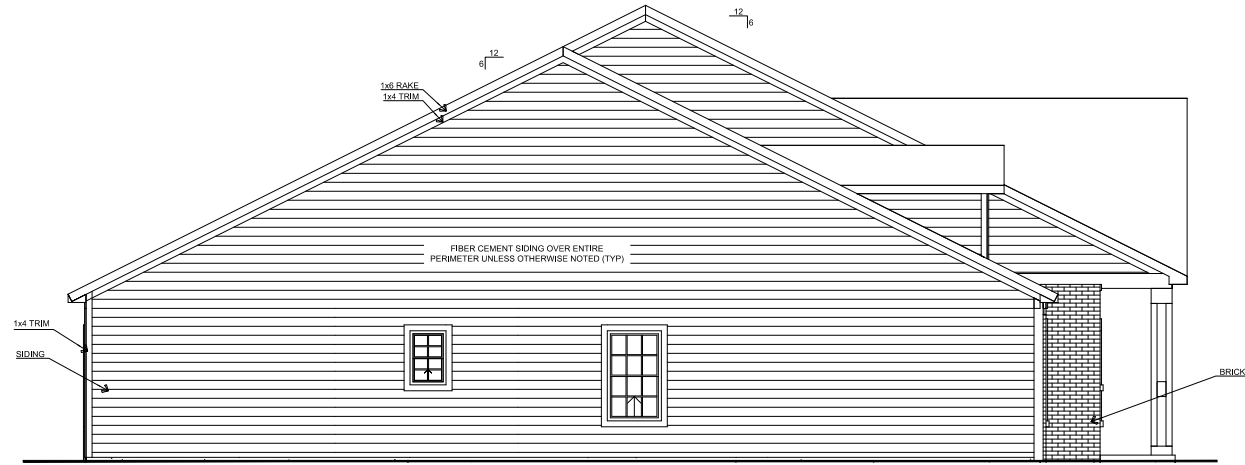 12
6
12
6
1x6 RAKE
1x4 TRIM
FIBER CEMENT SIDING OVER ENTIRE
PERIMETER UNLESS OTHERWISE NOTED (TYP)
1x4 TRIM
SIDING
BRICK